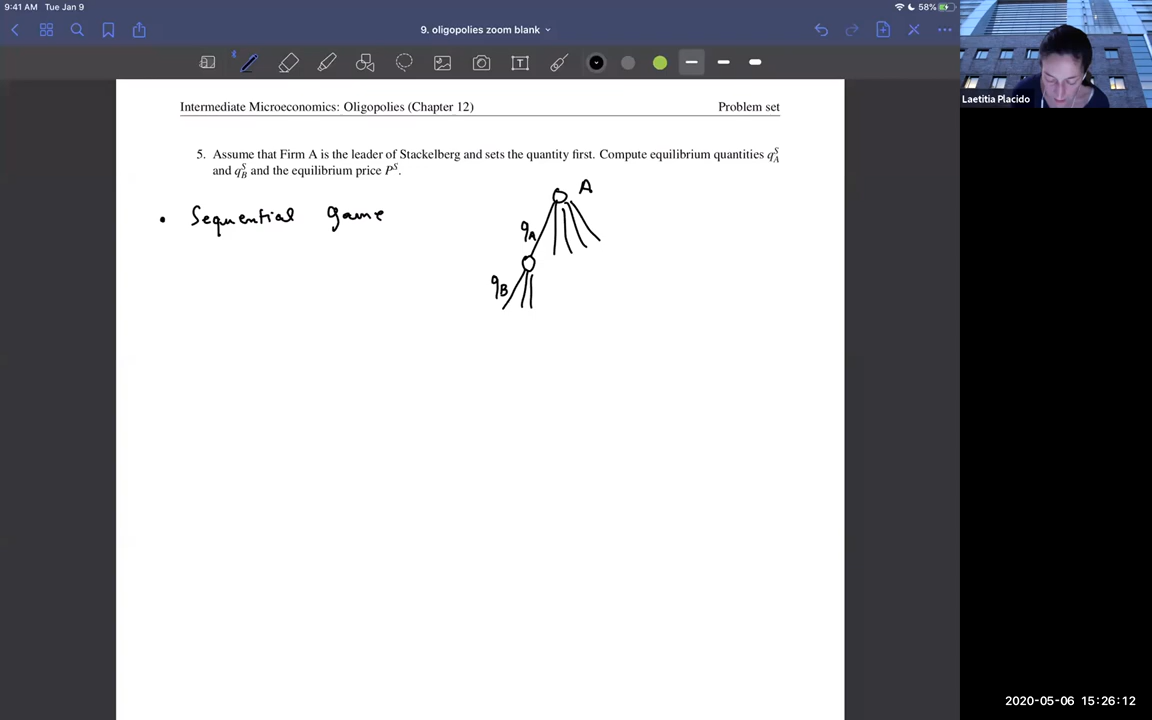 9:41 AM Tue Jan 9
58%
9. oligopolies zoom blank
Laetitia Placido
Intermediate Microeconomics: Oligopolies (Chapter 12)
Problem set
5. Assume that Firm A is the leader of Stackelberg and sets the quantity first. Compute equilibrium quantities q_A^S
and q_B^S and the equilibrium price P^S.
A
• Sequential game
q_A
q_B
2020-05-06 15:26:12